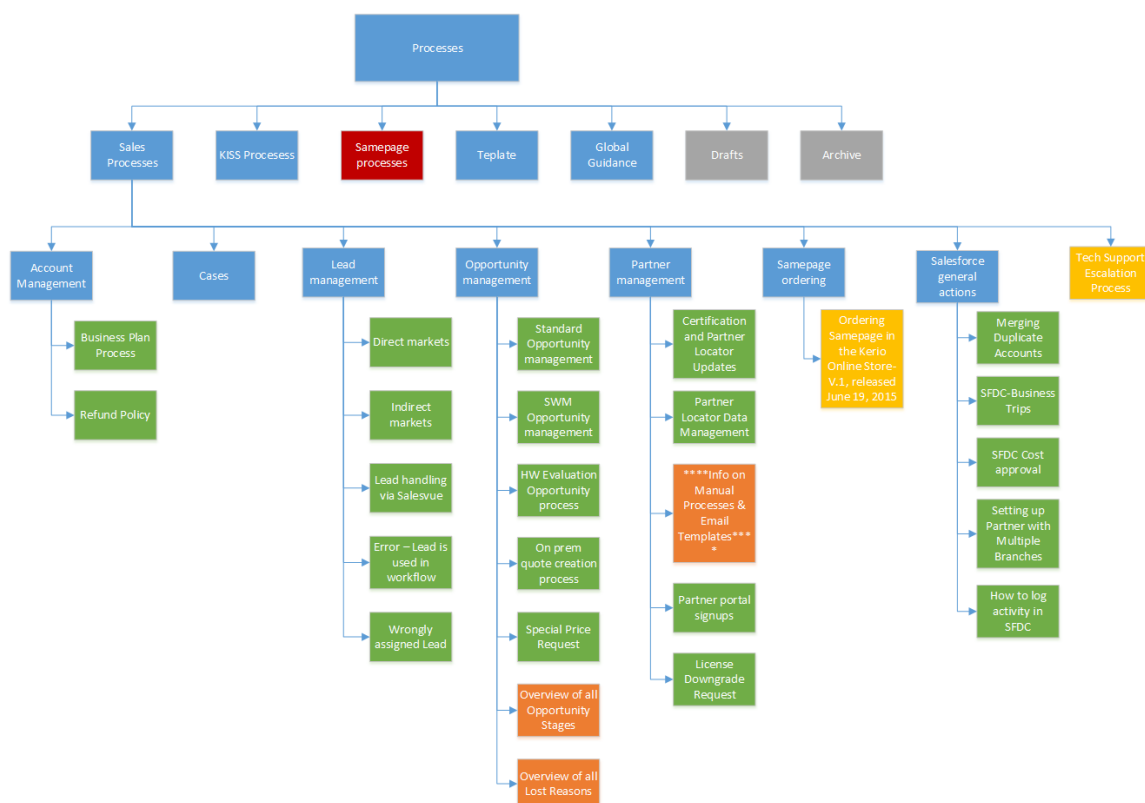 Processes
Sales
Processes
KISS Procesess
Samepage
processes
Teplate
Global
Guidance
Drafts
Archive
Account
Management
Cases
Lead
management
Opportunity
management
Partner
management
Samepage
ordering
Salesforce
general
actions
Tech Support
Escalation
Process
Business Plan
Process
Refund Policy
Direct markets
Indirect
markets
Lead handling
via Salesvue
Error – Lead is
used in
workflow
Wrongly
assigned Lead
Standard
Opportunity
management
SWM
Opportunity
management
HW Evaluation
Opportunity
process
On prem
quote creation
process
Special Price
Request
Overview of all
Opportunity
Stages
Overview of all
Lost Reasons
Certification
and Partner
Locator
Updates
Partner
Locator Data
Management
****Info on
Manual
Processes &
Email
Templates***
*
Partner portal
signups
License
Downgrade
Request
Ordering
Samepage in
the Kerio
Online Store-
V.1, released
June 19, 2015
Merging
Duplicate
Accounts
SFDC-Business
Trips
SFDC Cost
approval
Setting up
Partner with
Multiple
Branches
How to log
activity in
SFDC